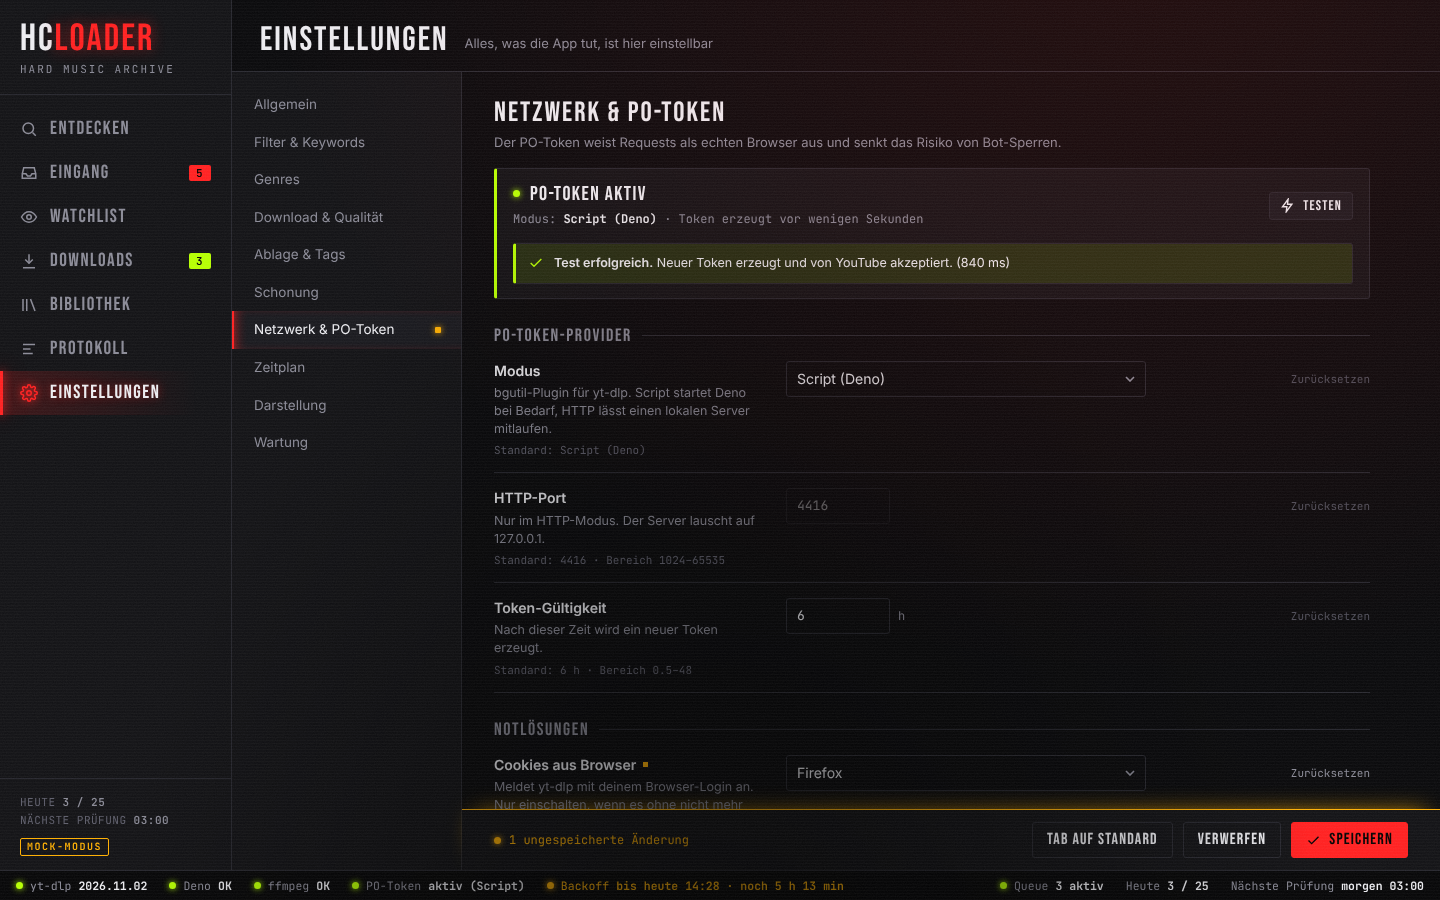 HCLOADER
HARD MUSIC ARCHIVE
ENTDECKEN
EINGANG 5
WATCHLIST
DOWNLOADS 3
BIBLIOTHEK
PROTOKOLL
EINSTELLUNGEN
HEUTE 3 / 25
NÄCHSTE PRÜFUNG 03:00
MOCK-MODUS
EINSTELLUNGEN Alles, was die App tut, ist hier einstellbar
Allgemein
Filter & Keywords
Genres
Download & Qualität
Ablage & Tags
Schonung
Netzwerk & PO-Token
Zeitplan
Darstellung
Wartung
NETZWERK & PO-TOKEN
Der PO-Token weist Requests als echten Browser aus und senkt das Risiko von Bot-Sperren.
PO-TOKEN AKTIV
Modus: Script (Deno) · Token erzeugt vor wenigen Sekunden
TESTEN
Test erfolgreich. Neuer Token erzeugt und von YouTube akzeptiert. (840 ms)
PO-TOKEN-PROVIDER
Modus
bgutil-Plugin für yt-dlp. Script startet Deno
bei Bedarf, HTTP lässt einen lokalen Server
mitlaufen.
Standard: Script (Deno)
Script (Deno)
Zurücksetzen
HTTP-Port
Nur im HTTP-Modus. Der Server lauscht auf
127.0.0.1.
Standard: 4416 · Bereich 1024–65535
4416
Zurücksetzen
Token-Gültigkeit
Nach dieser Zeit wird ein neuer Token
erzeugt.
Standard: 6 h · Bereich 0.5–48
6 h
Zurücksetzen
NOTLÖSUNGEN
Cookies aus Browser
Meldet yt-dlp mit deinem Browser-Login an.
Nur einschalten, wenn es ohne nicht mehr
Firefox
Zurücksetzen
1 ungespeicherte Änderung
TAB AUF STANDARD
VERWERFEN
SPEICHERN
yt-dlp 2026.11.02 Deno OK ffmpeg OK PO-Token aktiv (Script) Backoff bis heute 14:28 · noch 5 h 13 min Queue 3 aktiv Heute 3 / 25 Nächste Prüfung morgen 03:00